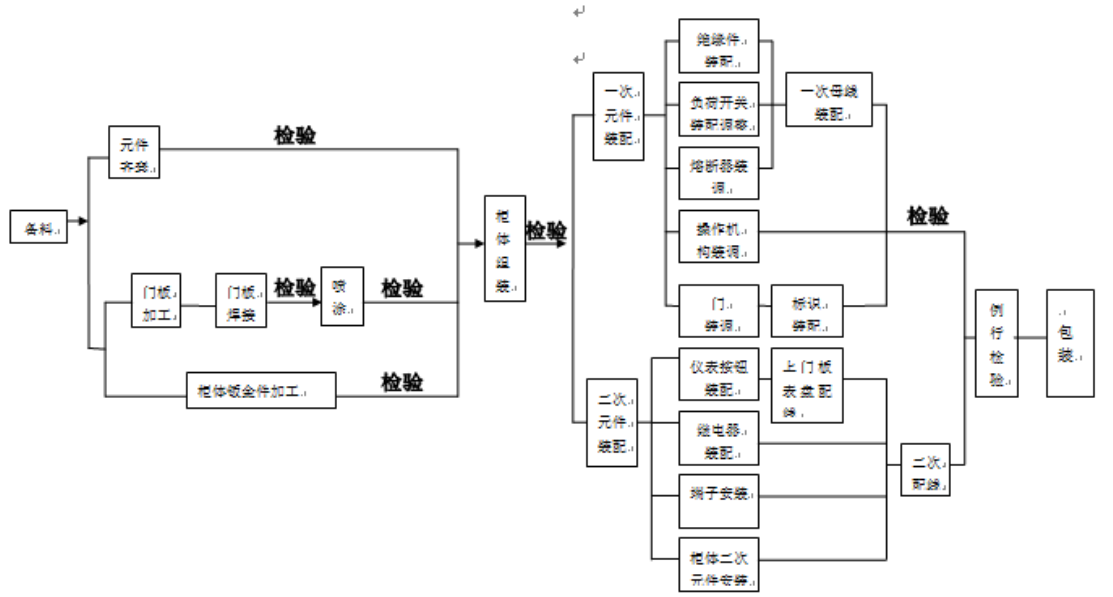 备料
元件
齐套
检验
门板
加工
门板
焊接
检验
喷
涂
检验
柜体钣金件加工
检验
柜
体
组
装
检验
一次
元件
装配
绝缘件
装配
负荷开关
装配调整
熔断器装
调
操作机
构装调
门
装调
一次母线
装配
标识
装配
检验
二次
元件
装配
仪表按钮
装配
继电器
装配
端子安装
柜体二次
元件安装
上门板
表盘配
线
二次
配线
例
行
检
验
包
装